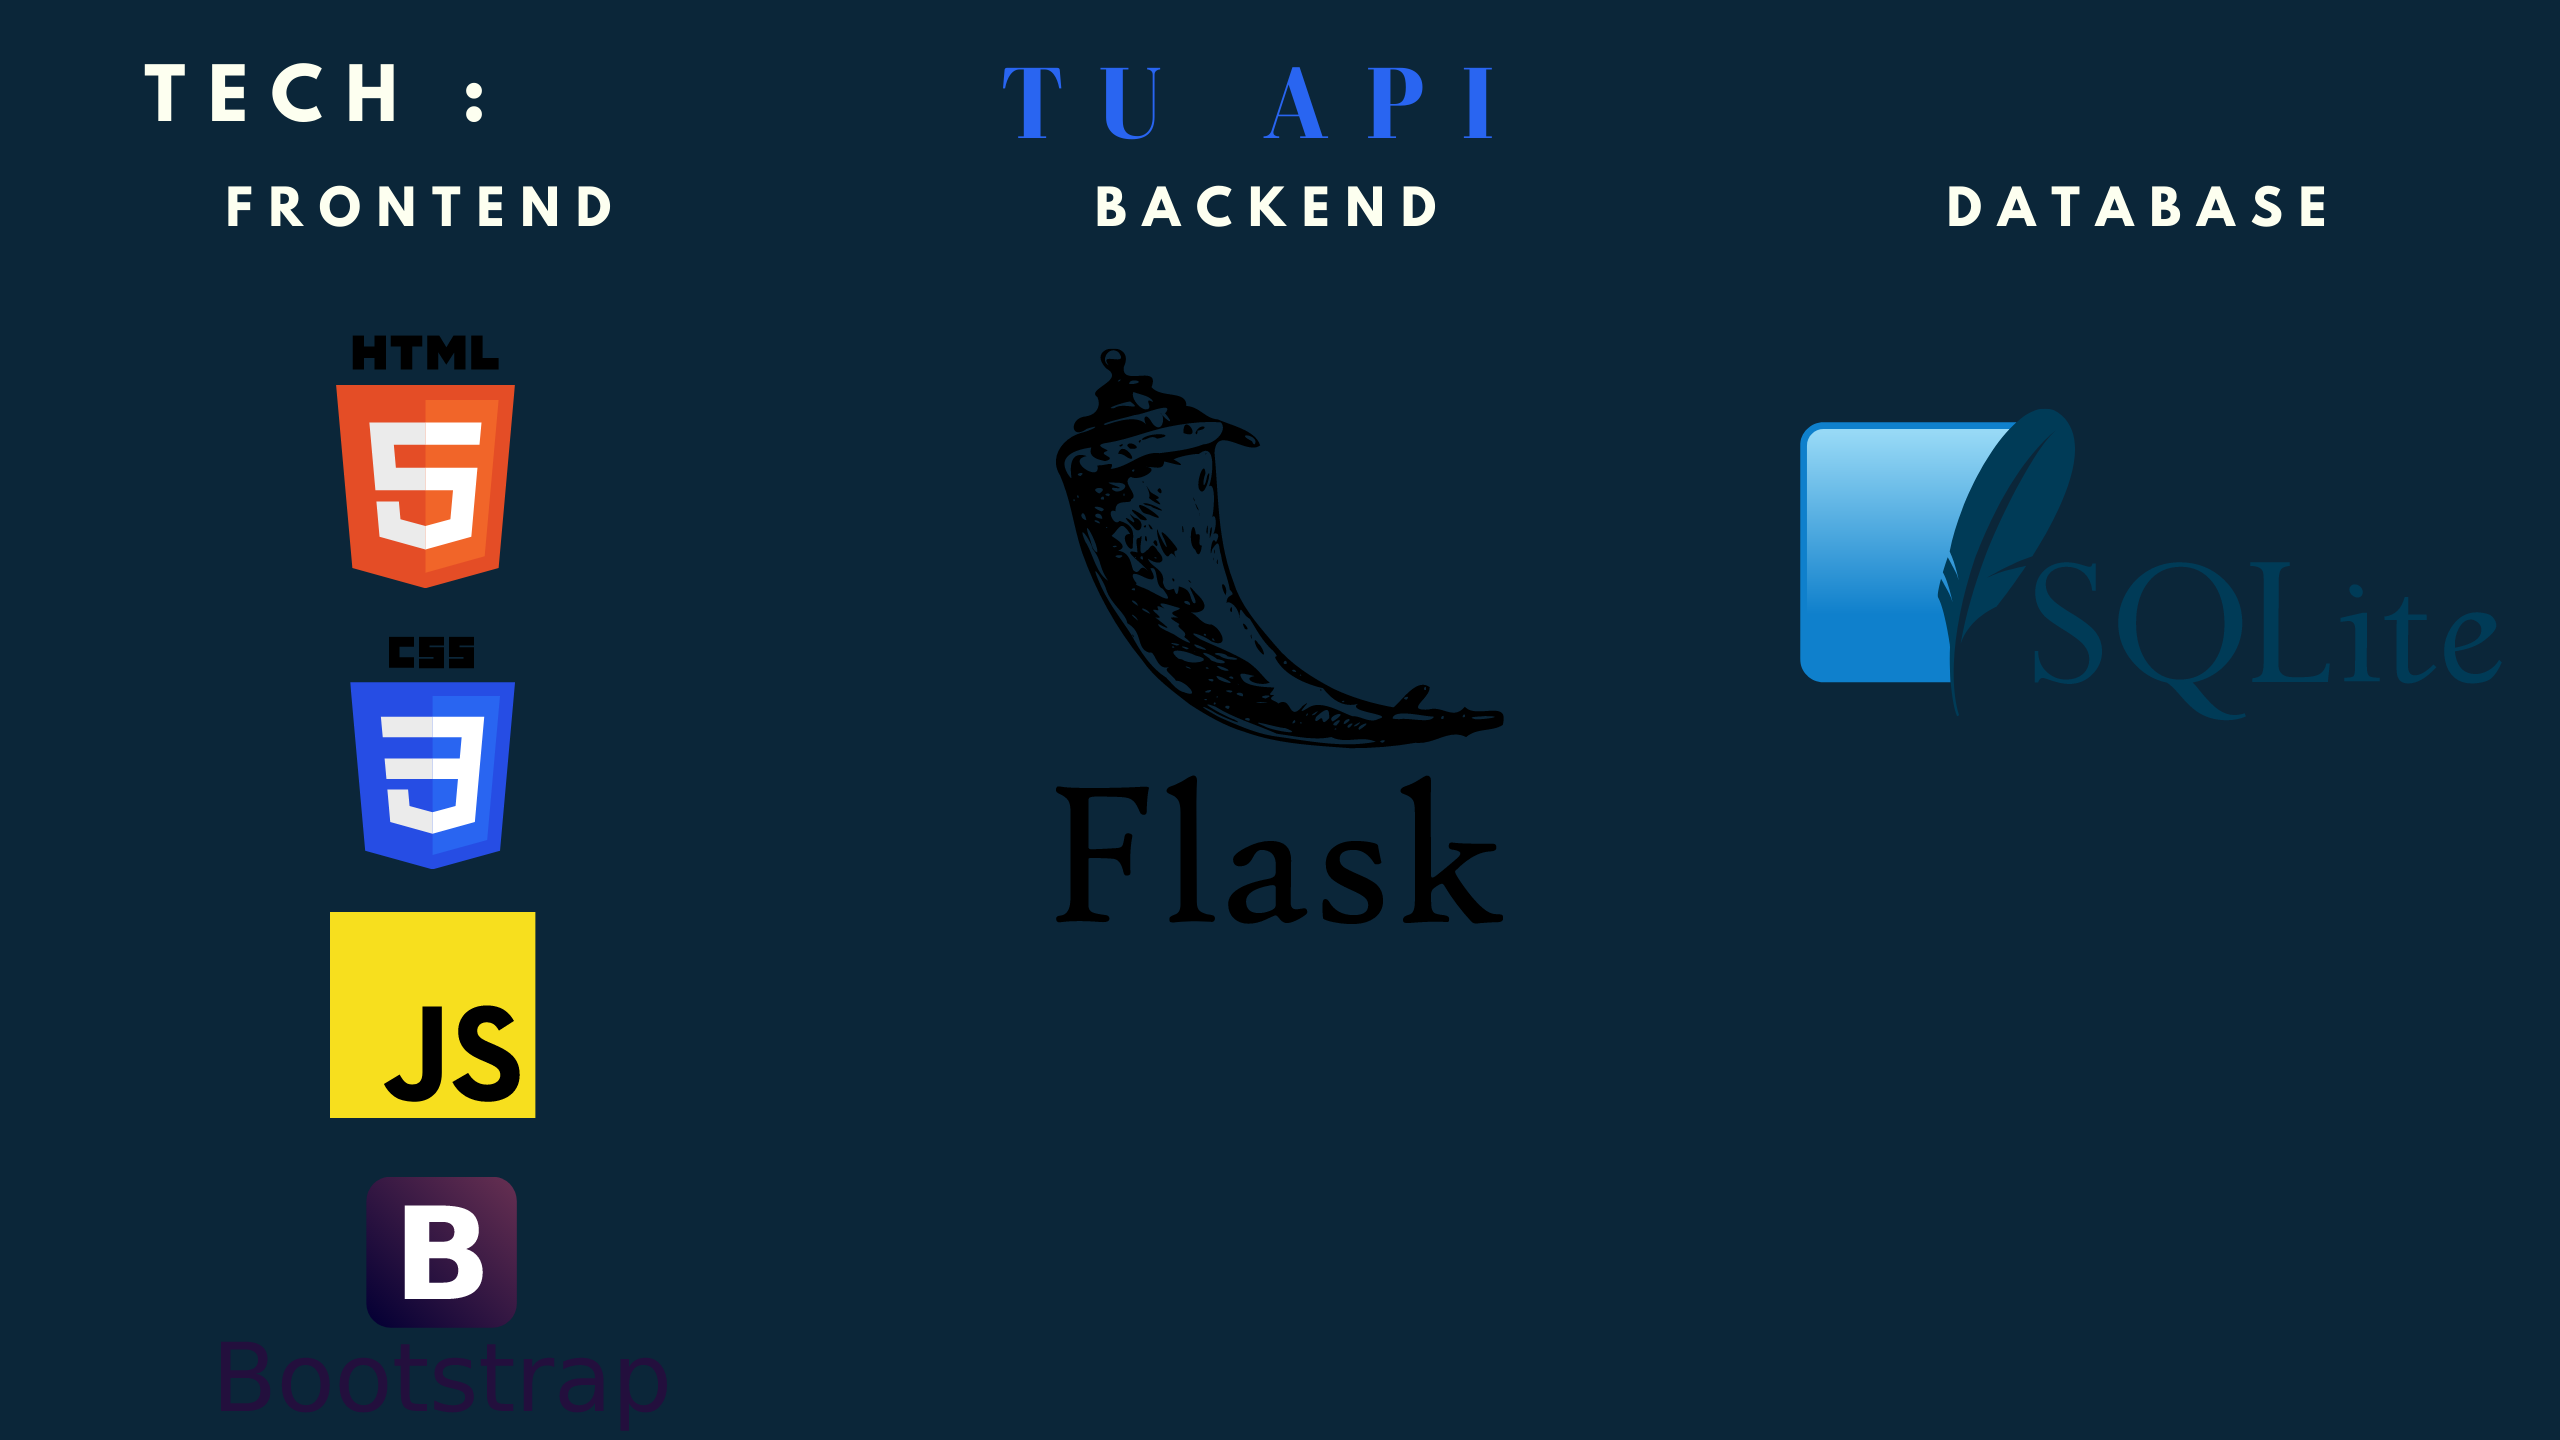 TECH :
TU API
FRONTEND
BACKEND
DATABASE
HTML
5
CSS
3
JS
B
Bootstrap
Flask
SQLite